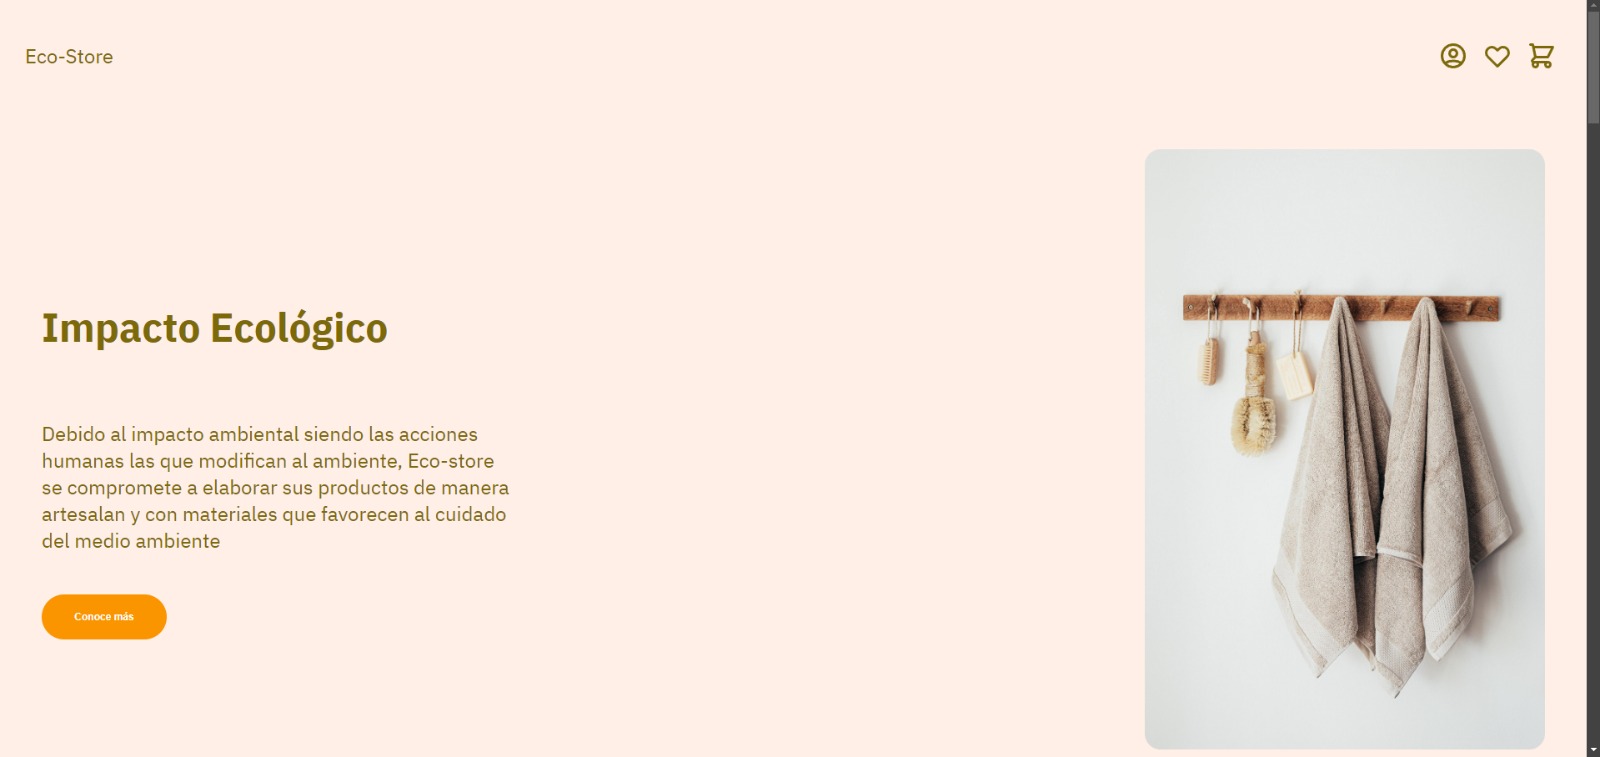 Eco-Store
Impacto Ecológico
Debido al impacto ambiental siendo las acciones
humanas las que modifican al ambiente, Eco-store
se compromete a elaborar sus productos de manera
artesalan y con materiales que favorecen al cuidado
del medio ambiente
Conoce más